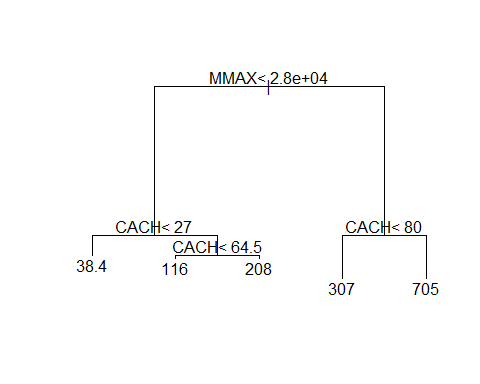 MMAX< 2.8e+04
CACH< 27
CACH< 80
CACH< 64.5
38.4
116
208
307
705